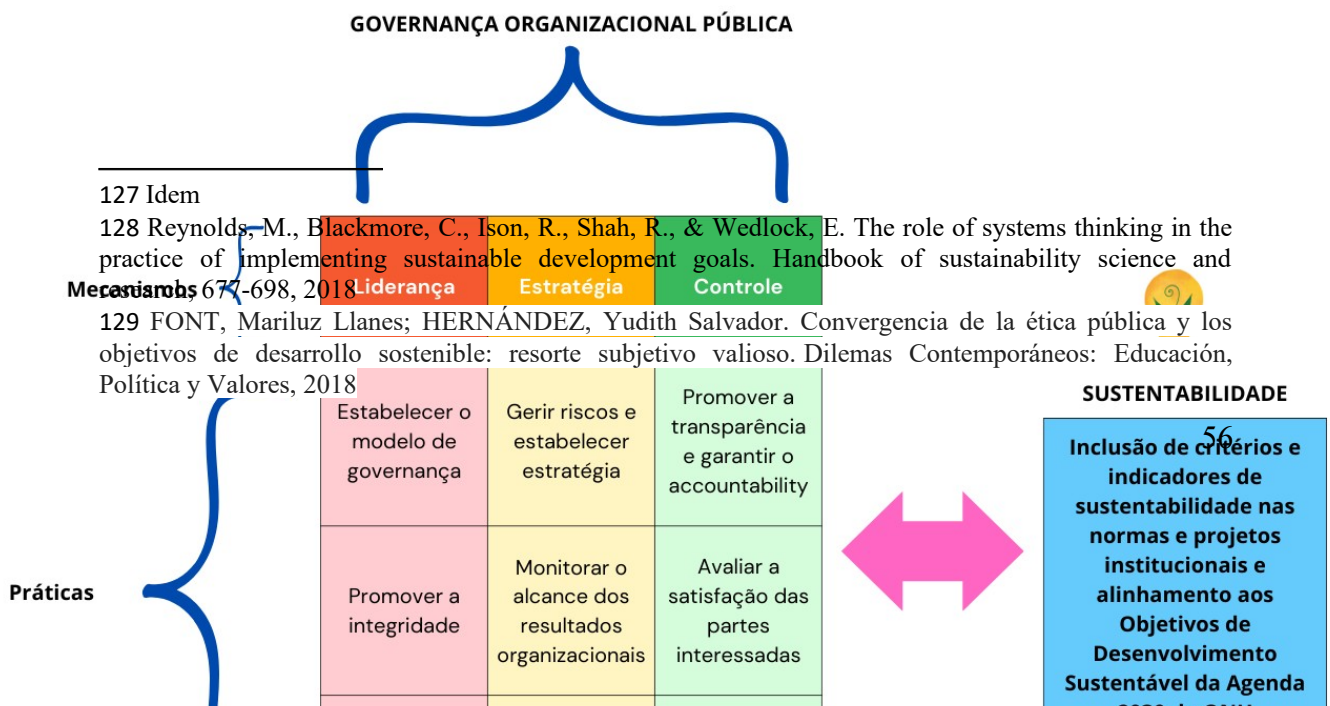 GOVERNANÇA ORGANIZACIONAL PÚBLICA
127 Idem
128 Reynolds, M., Blackmore, C., Ison, R., Shah, R., & Wedlock, E. The role of systems thinking in the
practice of implementing sustainable development goals. Handbook of sustainability science and
research, 677-698, 2018
129 FONT, Mariluz Llanes; HERNÁNDEZ, Yudith Salvador. Convergencia de la ética pública y los
objetivos de desarrollo sostenible: resorte subjetivo valioso. Dilemas Contemporáneos: Educación,
Política y Valores, 2018
56
Mecanismos
Liderança
Estratégia
Controle
Práticas
Estabelecer o
modelo de
governança
Gerir riscos e
estabelecer
estratégia
Promover a
transparência
e garantir o
accountability
Promover a
integridade
Monitorar o
alcance dos
resultados
organizacionais
Avaliar a
satisfação das
partes
interessadas
SUSTENTABILIDADE
Inclusão de critérios e
indicadores de
sustentabilidade nas
normas e projetos
institucionais e
alinhamento aos
Objetivos de
Desenvolvimento
Sustentável da Agenda